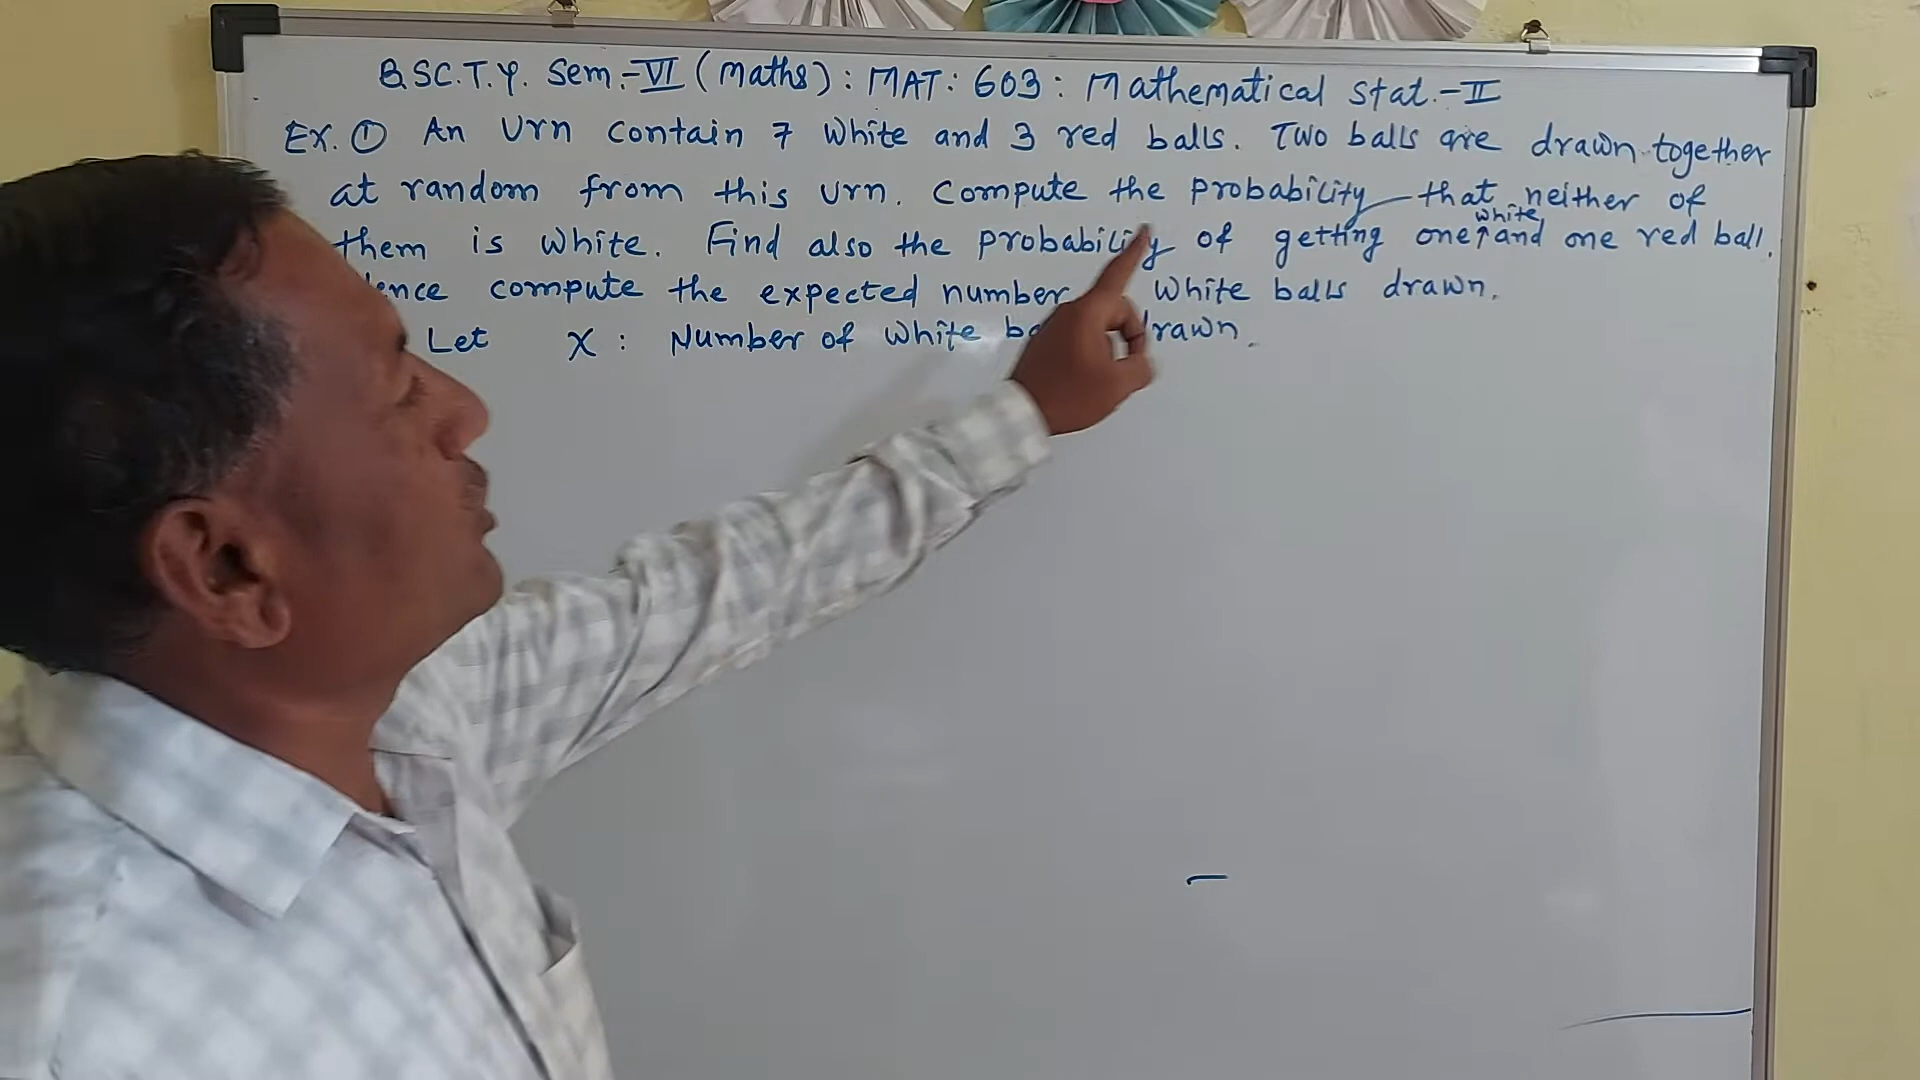 B.SC.T.Y. Sem.-VI (Maths): MAT: 603: Mathematical Stat.-II
Ex. ① An Urn contain 7 White and 3 red balls. Two balls are drawn together
at random from this urn. Compute the probability that neither of
them is white. Find also the probability of getting one white and one red ball.
compute the expected number White balls drawn.
Let X : Number of white